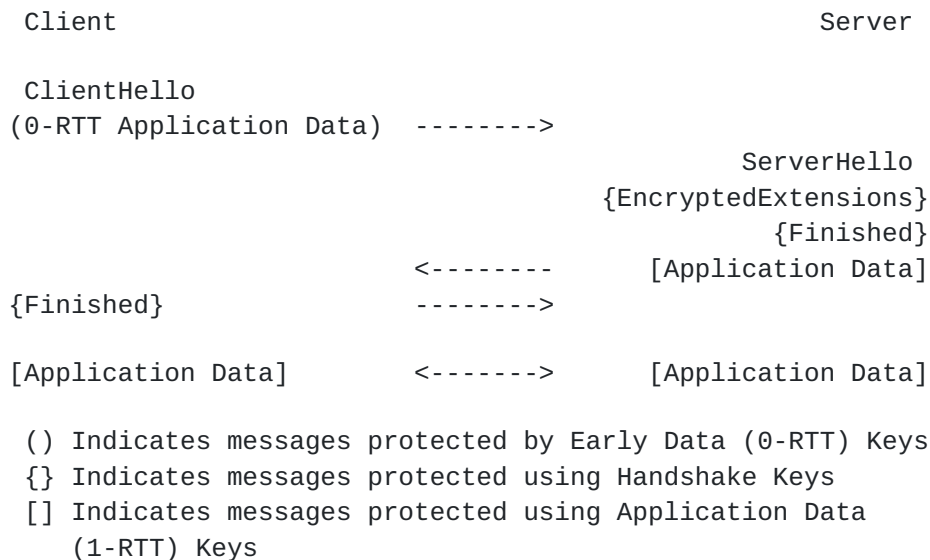 Client                                             Server

ClientHello
(0-RTT Application Data)  -------->
ServerHello
{EncryptedExtensions}
{Finished}
<--------      [Application Data]
{Finished}                -------->

[Application Data]        <------->      [Application Data]

() Indicates messages protected by Early Data (0-RTT) Keys
{} Indicates messages protected using Handshake Keys
[] Indicates messages protected using Application Data
(1-RTT) Keys